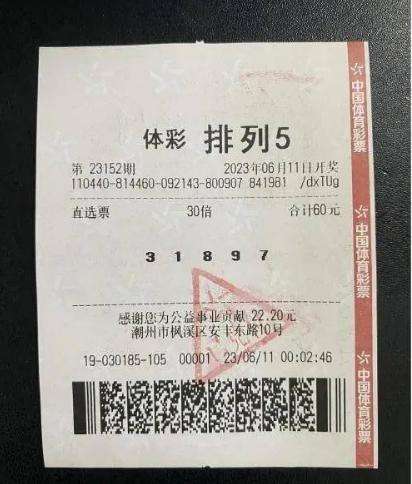 体彩 排列5
第 23152期 2023年06月11日开奖
110440-814460-092143-800907 841981 /dxTUg
直选票 30倍 合计60元
3 1 8 9 7
感谢您为公益事业贡献 22.20元
潮州市枫溪区安丰东路10号
19-030185-105 00001 23/06/11 00:02:46
中国体育彩票
中国体育彩票
中国体育彩票